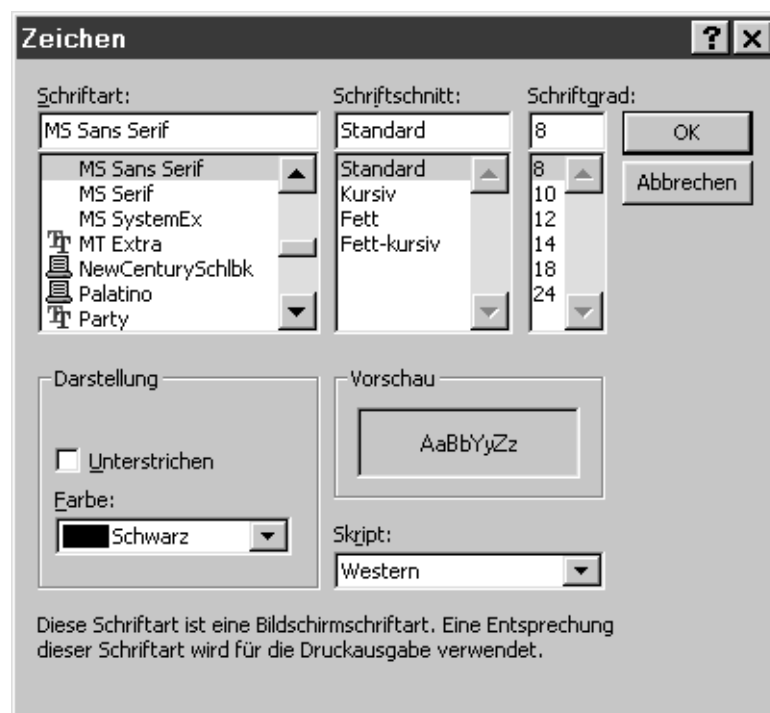 Zeichen
Schriftart:
MS Sans Serif
MS Sans Serif
MS Serif
MS SystemEx
MT Extra
NewCenturySchlbk
Palatino
Party
Schriftschnitt:
Standard
Standard
Kursiv
Fett
Fett-kursiv
Schriftgrad:
8
8
10
12
14
18
24
OK
Abbrechen
Darstellung
Unterstrichen
Farbe:
Schwarz
Vorschau
AaBbYyZz
Skript:
Western
Diese Schriftart ist eine Bildschirmschriftart. Eine Entsprechung
dieser Schriftart wird für die Druckausgabe verwendet.